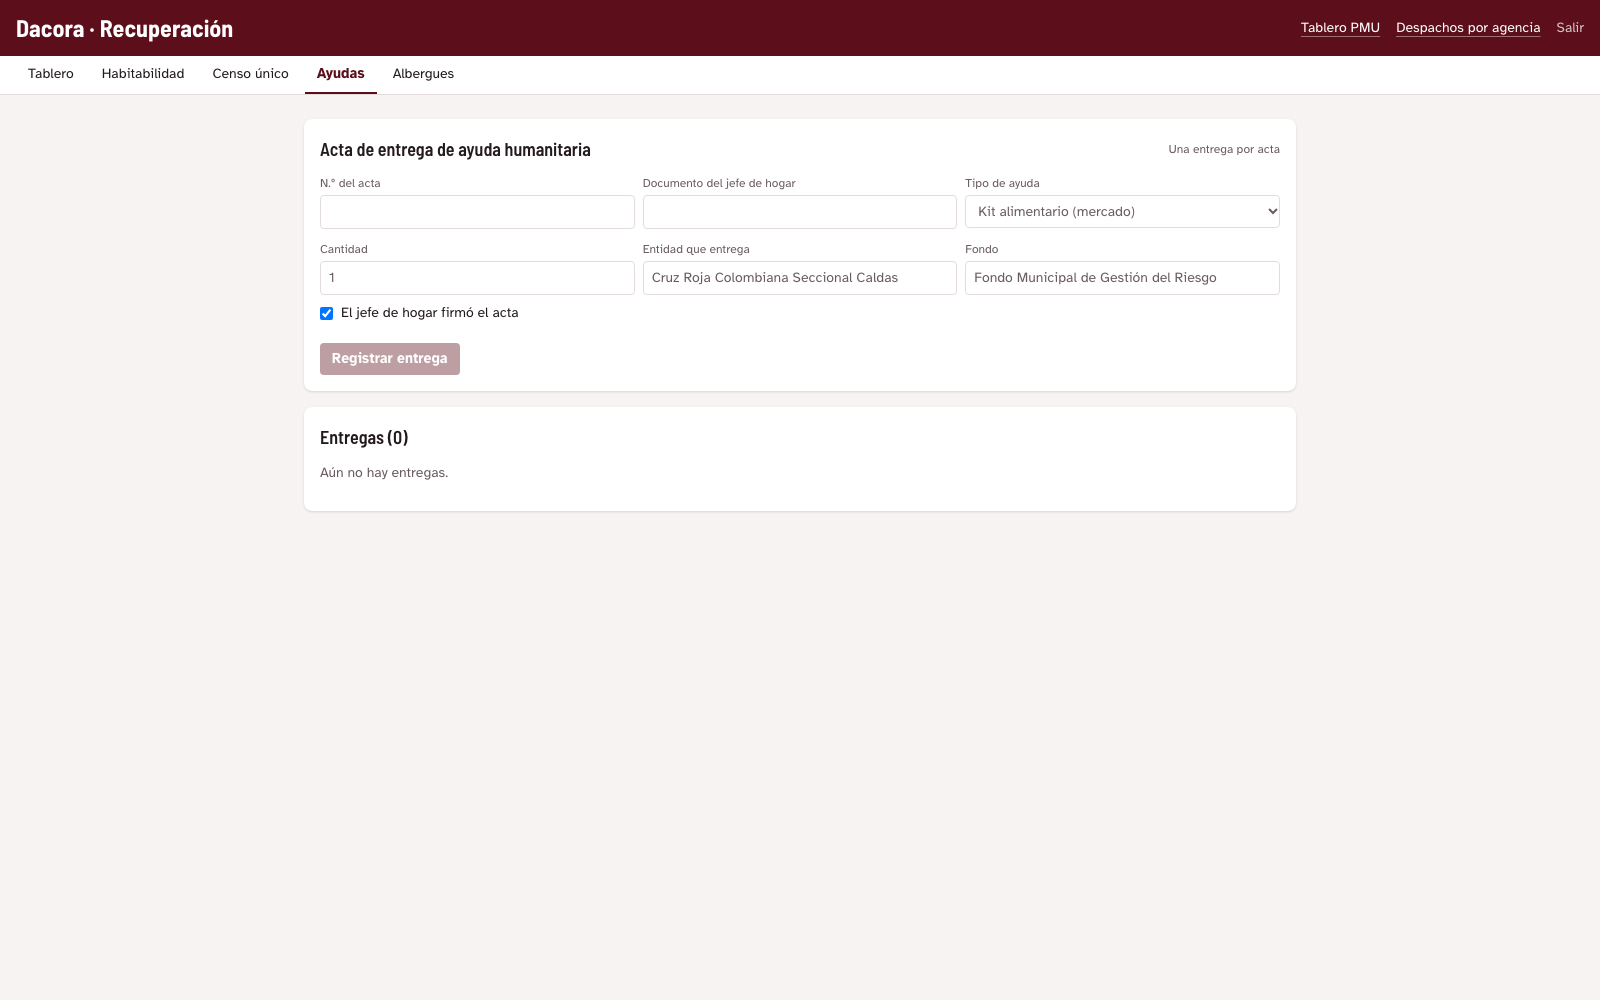 Dacora · Recuperación
Tablero PMU Despachos por agencia Salir
Tablero Habitabilidad Censo único Ayudas Albergues
Acta de entrega de ayuda humanitaria
Una entrega por acta
N.° del acta Documento del jefe de hogar Tipo de ayuda
Kit alimentario (mercado)
Cantidad Entidad que entrega Fondo
1 Cruz Roja Colombiana Seccional Caldas Fondo Municipal de Gestión del Riesgo
El jefe de hogar firmó el acta
Registrar entrega
Entregas (0)
Aún no hay entregas.